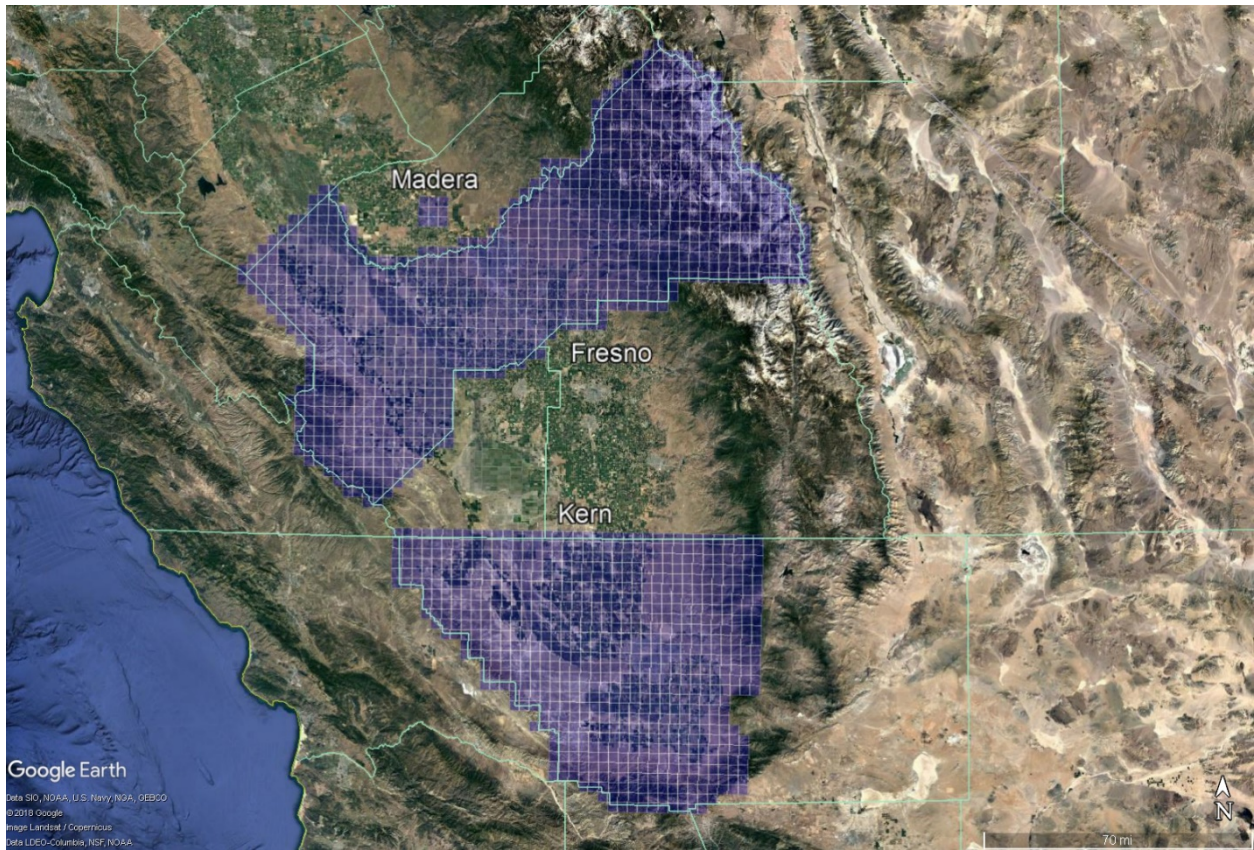 Madera
Fresno
Kern
Google Earth
Data SIO, NOAA, U.S. Navy, NGA, GEBCO
©2018 Google
Image Landsat / Copernicus
Data LDEO-Columbia, NSF, NOAA
N
70 mi